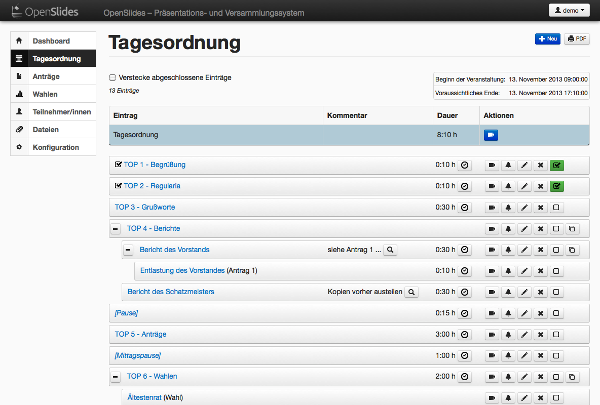 OpenSlides OpenSlides – Präsentations- und Versammlungssystem demo
Dashboard
Tagesordnung
Anträge
Wahlen
Teilnehmer/innen
Dateien
Konfiguration
Tagesordnung
Neu PDF
Verstecke abgeschlossene Einträge
13 Einträge
Beginn der Veranstaltung: 13. November 2013 09:00:00
Voraussichtliches Ende: 13. November 2013 17:10:00
Eintrag Kommentar Dauer Aktionen
Tagesordnung 8:10 h
TOP 1 - Begrüßung 0:10 h
TOP 2 - Regularia 0:10 h
TOP 3 - Grußworte 0:30 h
TOP 4 - Berichte
Bericht des Vorstands siehe Antrag 1 ... 0:30 h
Entlastung des Vorstandes (Antrag 1) 0:10 h
Bericht des Schatzmeisters Kopien vorher austeilen 0:30 h
[Pause] 0:15 h
TOP 5 - Anträge 3:00 h
[Mittagspause] 1:00 h
TOP 6 - Wahlen 2:00 h
Ältestenrat (Wahl)